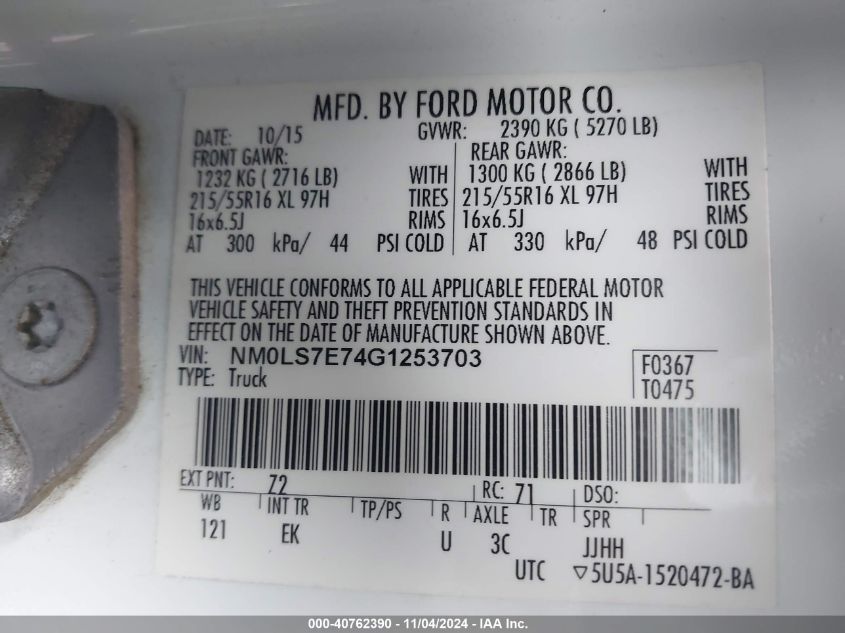 MFD. BY FORD MOTOR CO.
DATE: 10/15 GVWR: 2390 KG ( 5270 LB)
FRONT GAWR: REAR GAWR:
1232 KG ( 2716 LB) WITH 1300 KG ( 2866 LB) WITH
215/55R16 XL 97H TIRES 215/55R16 XL 97H TIRES
16x6.5J RIMS 16x6.5J RIMS
AT 300 kPa/ 44 PSI COLD AT 330 kPa/ 48 PSI COLD
THIS VEHICLE CONFORMS TO ALL APPLICABLE FEDERAL MOTOR
VEHICLE SAFETY AND THEFT PREVENTION STANDARDS IN
EFFECT ON THE DATE OF MANUFACTURE SHOWN ABOVE.
VIN: NM0LS7E74G1253703 F0367
TYPE: Truck T0475
EXT PNT: Z2 RC: 71 DSO:
WB INT TR TP/PS R AXLE TR SPR
121 EK U 3C JJHH
UTC ▽5U5A-1520472-BA
000-40762390 - 11/04/2024 - IAA Inc.